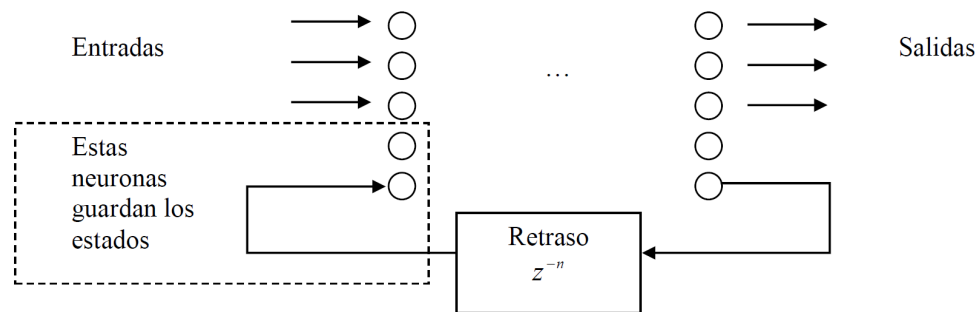 Entradas
...
Salidas
Estas
neuronas
guardan los
estados
Retraso
z⁻ⁿ